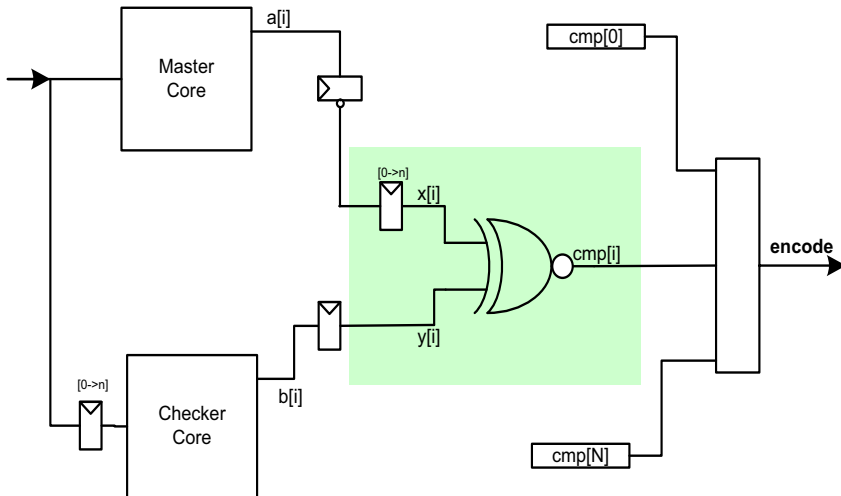 a[i]
cmp[0]
Master
Core
[0->n]
x[i]
encode
cmp[i]
y[i]
[0->n]
b[i]
Checker
Core
cmp[N]